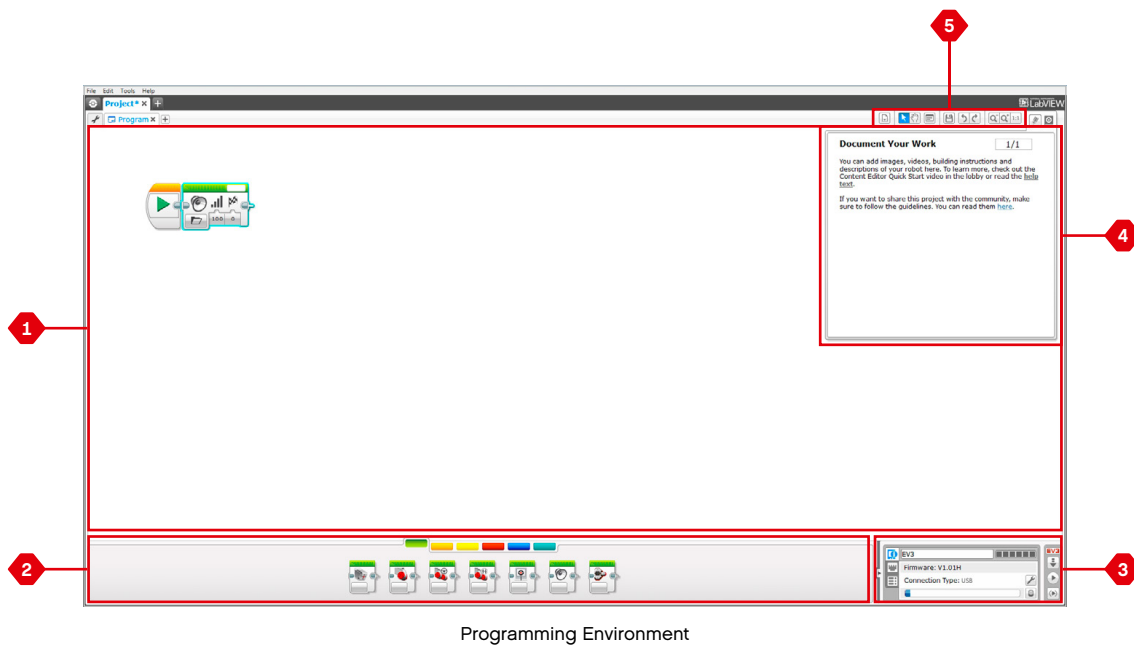 5
File Edit Tools Help
Project* × +
LabVIEW
Program × +
1:1
Document Your Work 1/1
You can add images, videos, building instructions and
descriptions of your robot here. To learn more, check out the
Content Editor Quick Start video in the lobby or read the help
text.
If you want to share this project with the community, make
sure to follow the guidelines. You can read them here.
4
100 0
1
2
EV3
EV3
Firmware: V1.01H
Connection Type: USB
3
Programming Environment